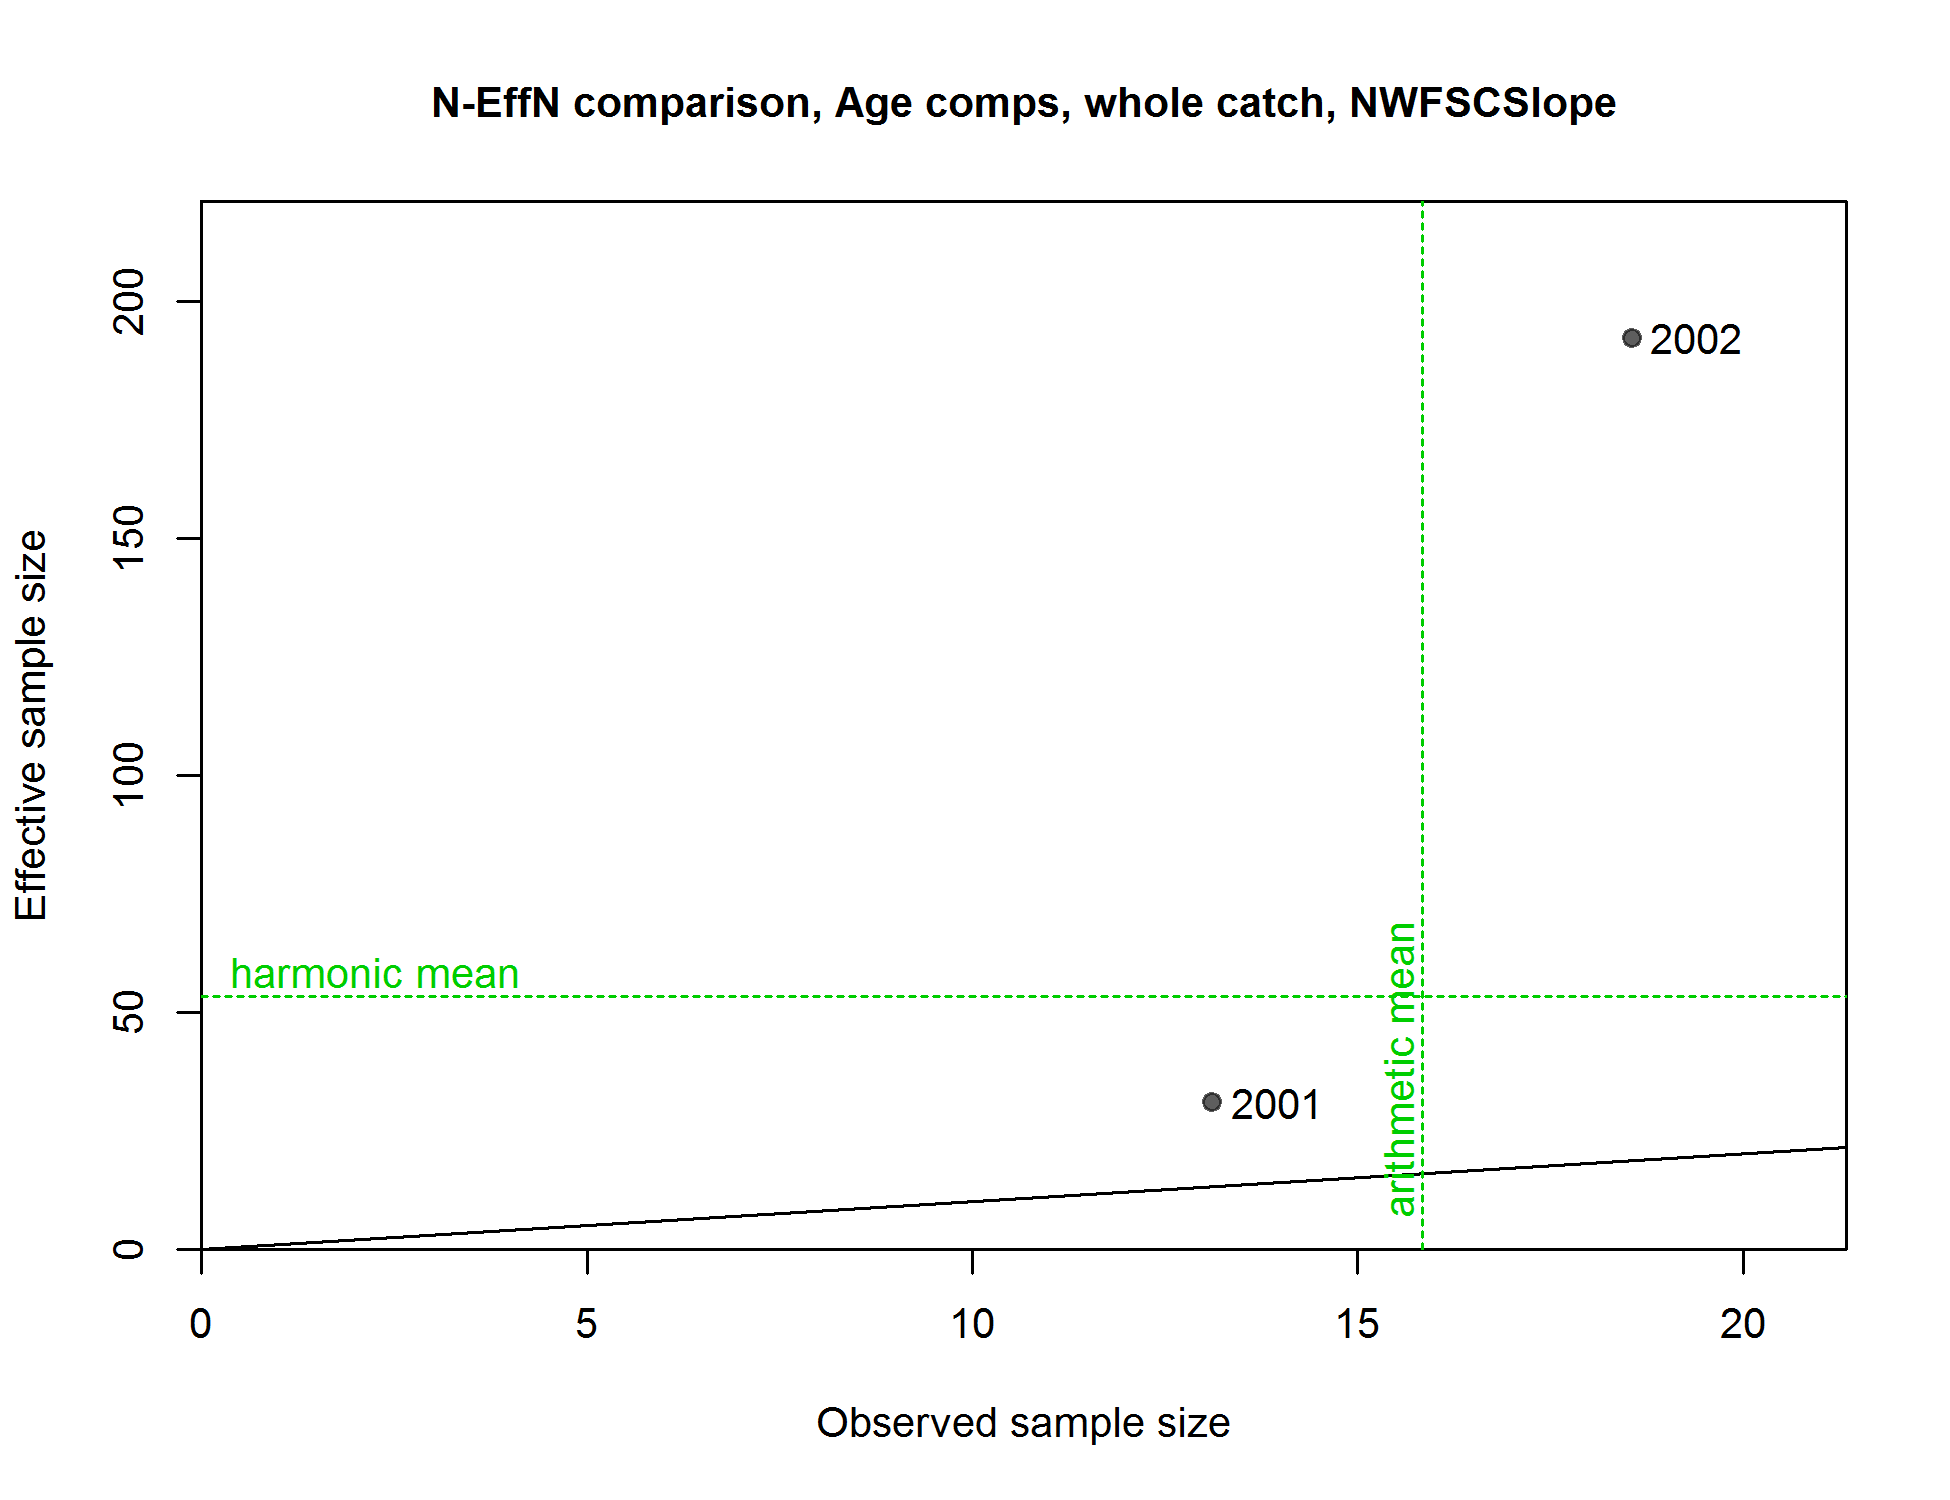 N-EffN comparison, Age comps, whole catch, NWFSCSlope
Effective sample size
200
150
100
50
0
2002
harmonic mean
arithmetic mean
2001
0 5 10 15 20
Observed sample size